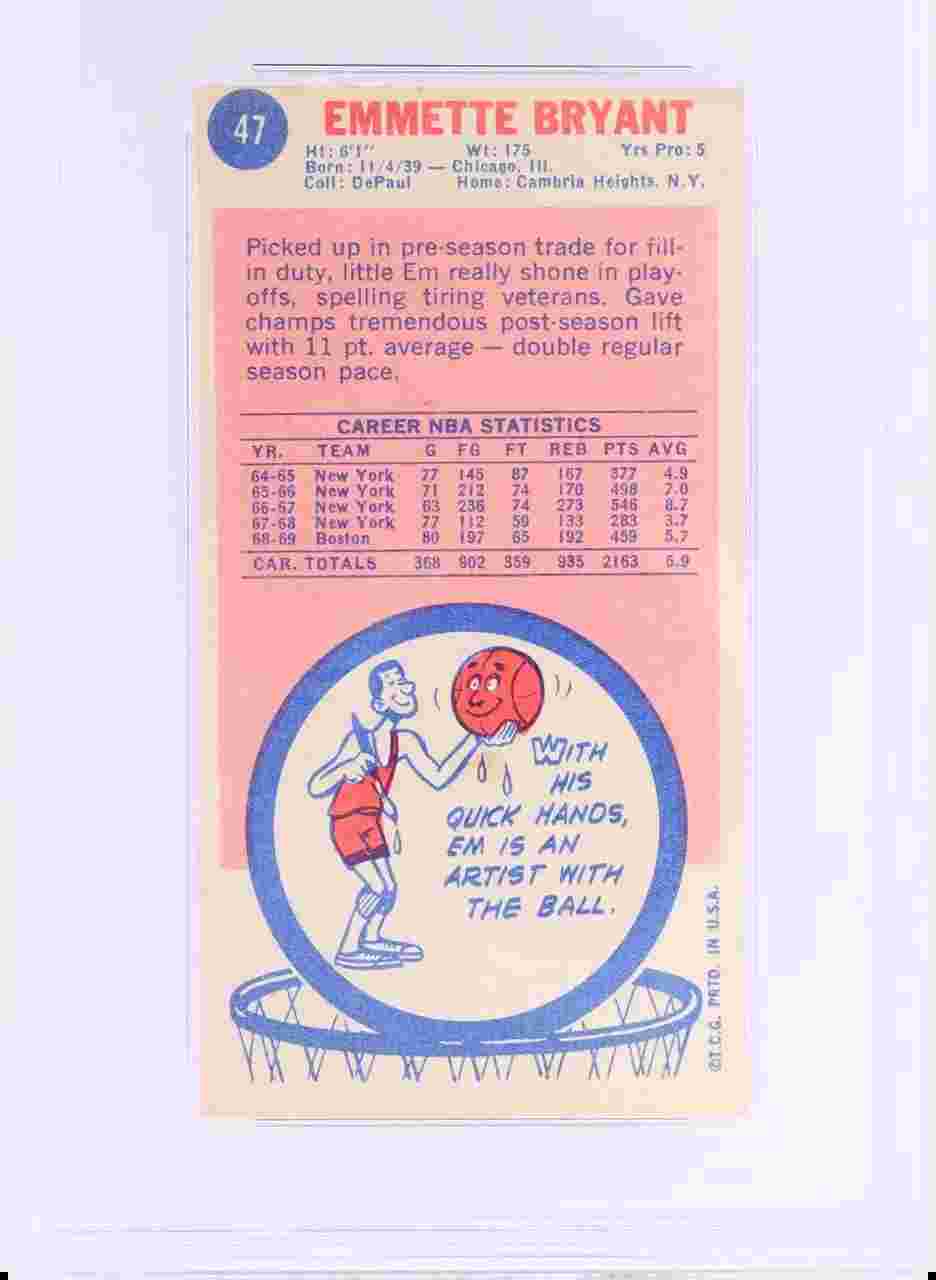 47
EMMETTE BRYANT
Ht: 6'1" Wt: 175 Yrs Pro: 5
Born: 11/4/39 — Chicago, Ill.
Coll: DePaul Home: Cambria Heights, N.Y.
Picked up in pre-season trade for fill-
in duty, little Em really shone in play-
offs, spelling tiring veterans. Gave
champs tremendous post-season lift
with 11 pt. average — double regular
season pace.
CAREER NBA STATISTICS
YR. TEAM G FG FT REB PTS AVG
64-65 New York 77 145 87 167 377 4.9
65-66 New York 71 212 74 170 498 7.0
66-67 New York 63 236 74 273 546 8.7
67-68 New York 77 112 59 133 283 3.7
68-69 Boston 80 197 65 192 459 5.7
CAR. TOTALS 368 902 359 935 2163 5.9
WITH
HIS
QUICK HANDS,
EM IS AN
ARTIST WITH
THE BALL.
©T.C.G. PRTD. IN U.S.A.